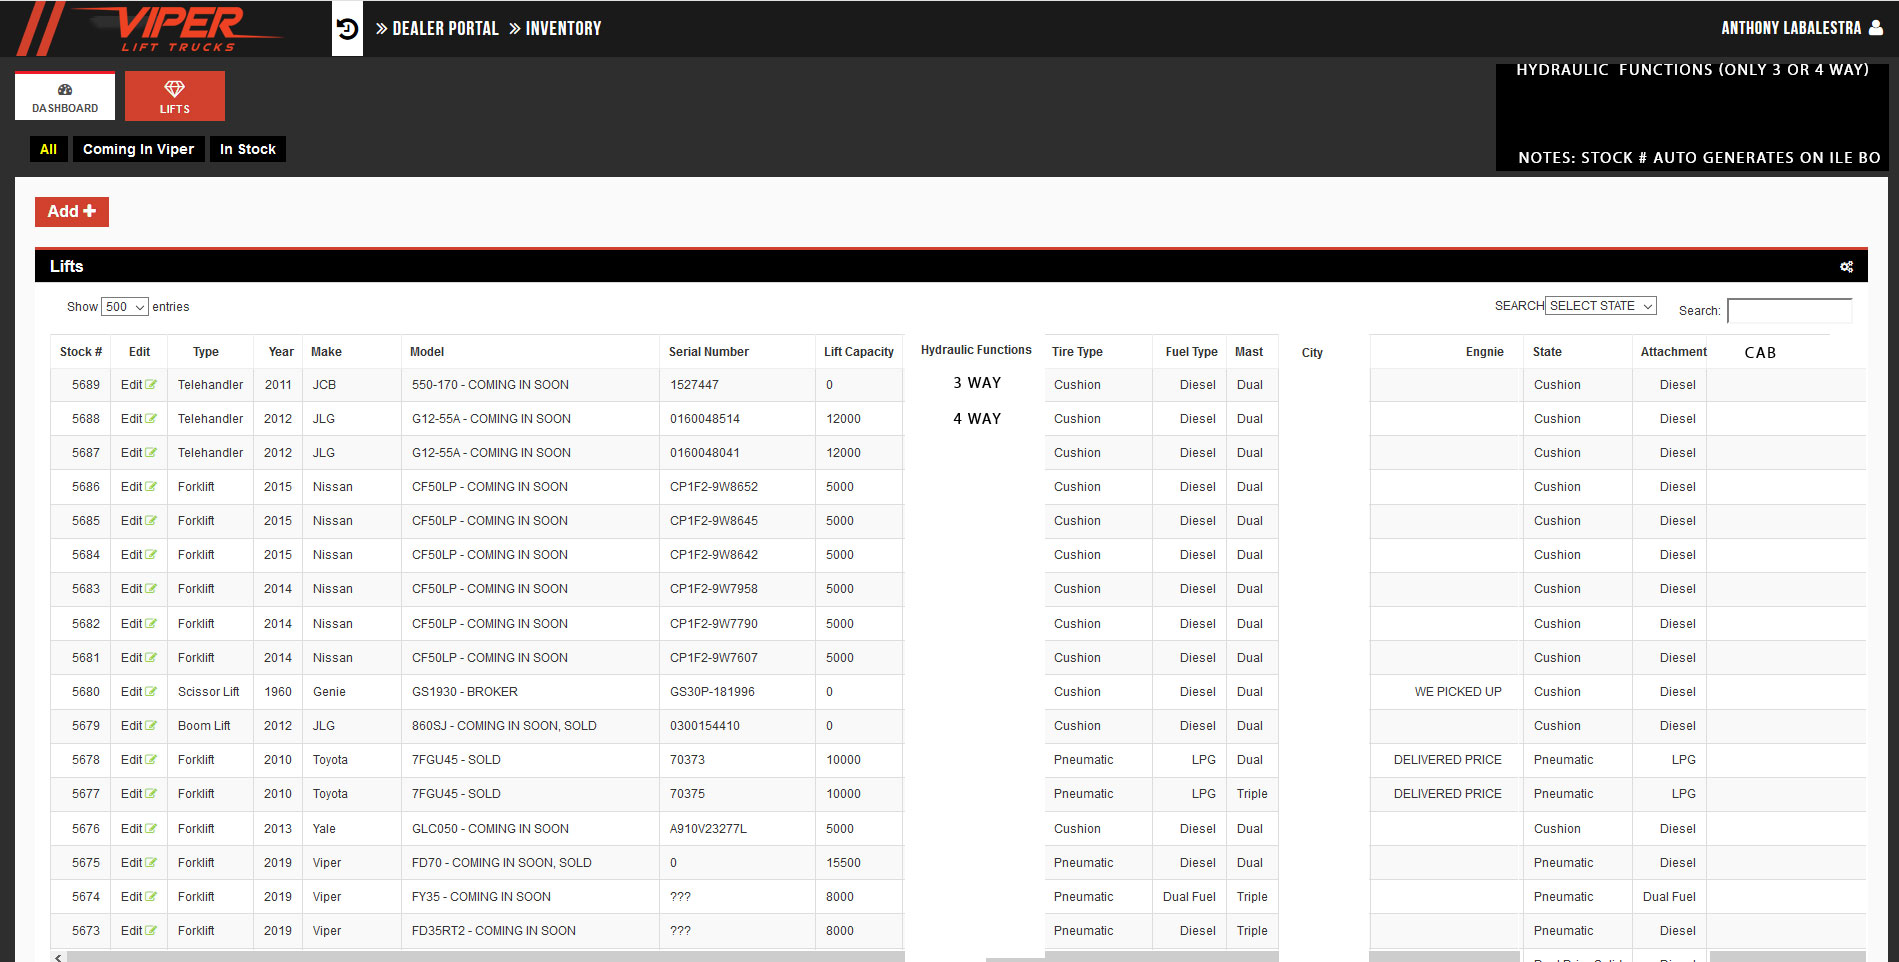 VIPER
LIFT TRUCKS
» DEALER PORTAL » INVENTORY
ANTHONY LABALESTRA
DASHBOARD
LIFTS
HYDRAULIC FUNCTIONS (ONLY 3 OR 4 WAY)
NOTES: STOCK # AUTO GENERATES ON ILE BO
All Coming In Viper In Stock
Add +
Lifts
Show 500 entries
SEARCH SELECT STATE Search:
Stock # Edit Type Year Make Model Serial Number Lift Capacity Hydraulic Functions Tire Type Fuel Type Mast City Engnie State Attachment CAB
5689 Edit Telehandler 2011 JCB 550-170 - COMING IN SOON 1527447 0 3 WAY Cushion Diesel Dual Cushion Diesel
5688 Edit Telehandler 2012 JLG G12-55A - COMING IN SOON 0160048514 12000 4 WAY Cushion Diesel Dual Cushion Diesel
5687 Edit Telehandler 2012 JLG G12-55A - COMING IN SOON 0160048041 12000 Cushion Diesel Dual Cushion Diesel
5686 Edit Forklift 2015 Nissan CF50LP - COMING IN SOON CP1F2-9W8652 5000 Cushion Diesel Dual Cushion Diesel
5685 Edit Forklift 2015 Nissan CF50LP - COMING IN SOON CP1F2-9W8645 5000 Cushion Diesel Dual Cushion Diesel
5684 Edit Forklift 2015 Nissan CF50LP - COMING IN SOON CP1F2-9W8642 5000 Cushion Diesel Dual Cushion Diesel
5683 Edit Forklift 2014 Nissan CF50LP - COMING IN SOON CP1F2-9W7958 5000 Cushion Diesel Dual Cushion Diesel
5682 Edit Forklift 2014 Nissan CF50LP - COMING IN SOON CP1F2-9W7790 5000 Cushion Diesel Dual Cushion Diesel
5681 Edit Forklift 2014 Nissan CF50LP - COMING IN SOON CP1F2-9W7607 5000 Cushion Diesel Dual Cushion Diesel
5680 Edit Scissor Lift 1960 Genie GS1930 - BROKER GS30P-181996 0 Cushion Diesel Dual WE PICKED UP Cushion Diesel
5679 Edit Boom Lift 2012 JLG 860SJ - COMING IN SOON, SOLD 0300154410 0 Cushion Diesel Dual Cushion Diesel
5678 Edit Forklift 2010 Toyota 7FGU45 - SOLD 70373 10000 Pneumatic LPG Dual DELIVERED PRICE Pneumatic LPG
5677 Edit Forklift 2010 Toyota 7FGU45 - SOLD 70375 10000 Pneumatic LPG Triple DELIVERED PRICE Pneumatic LPG
5676 Edit Forklift 2013 Yale GLC050 - COMING IN SOON A910V23277L 5000 Cushion Diesel Dual Cushion Diesel
5675 Edit Forklift 2019 Viper FD70 - COMING IN SOON, SOLD 0 15500 Pneumatic Diesel Dual Pneumatic Diesel
5674 Edit Forklift 2019 Viper FY35 - COMING IN SOON ??? 8000 Pneumatic Dual Fuel Triple Pneumatic Dual Fuel
5673 Edit Forklift 2019 Viper FD35RT2 - COMING IN SOON ??? 8000 Pneumatic Diesel Triple Pneumatic Diesel